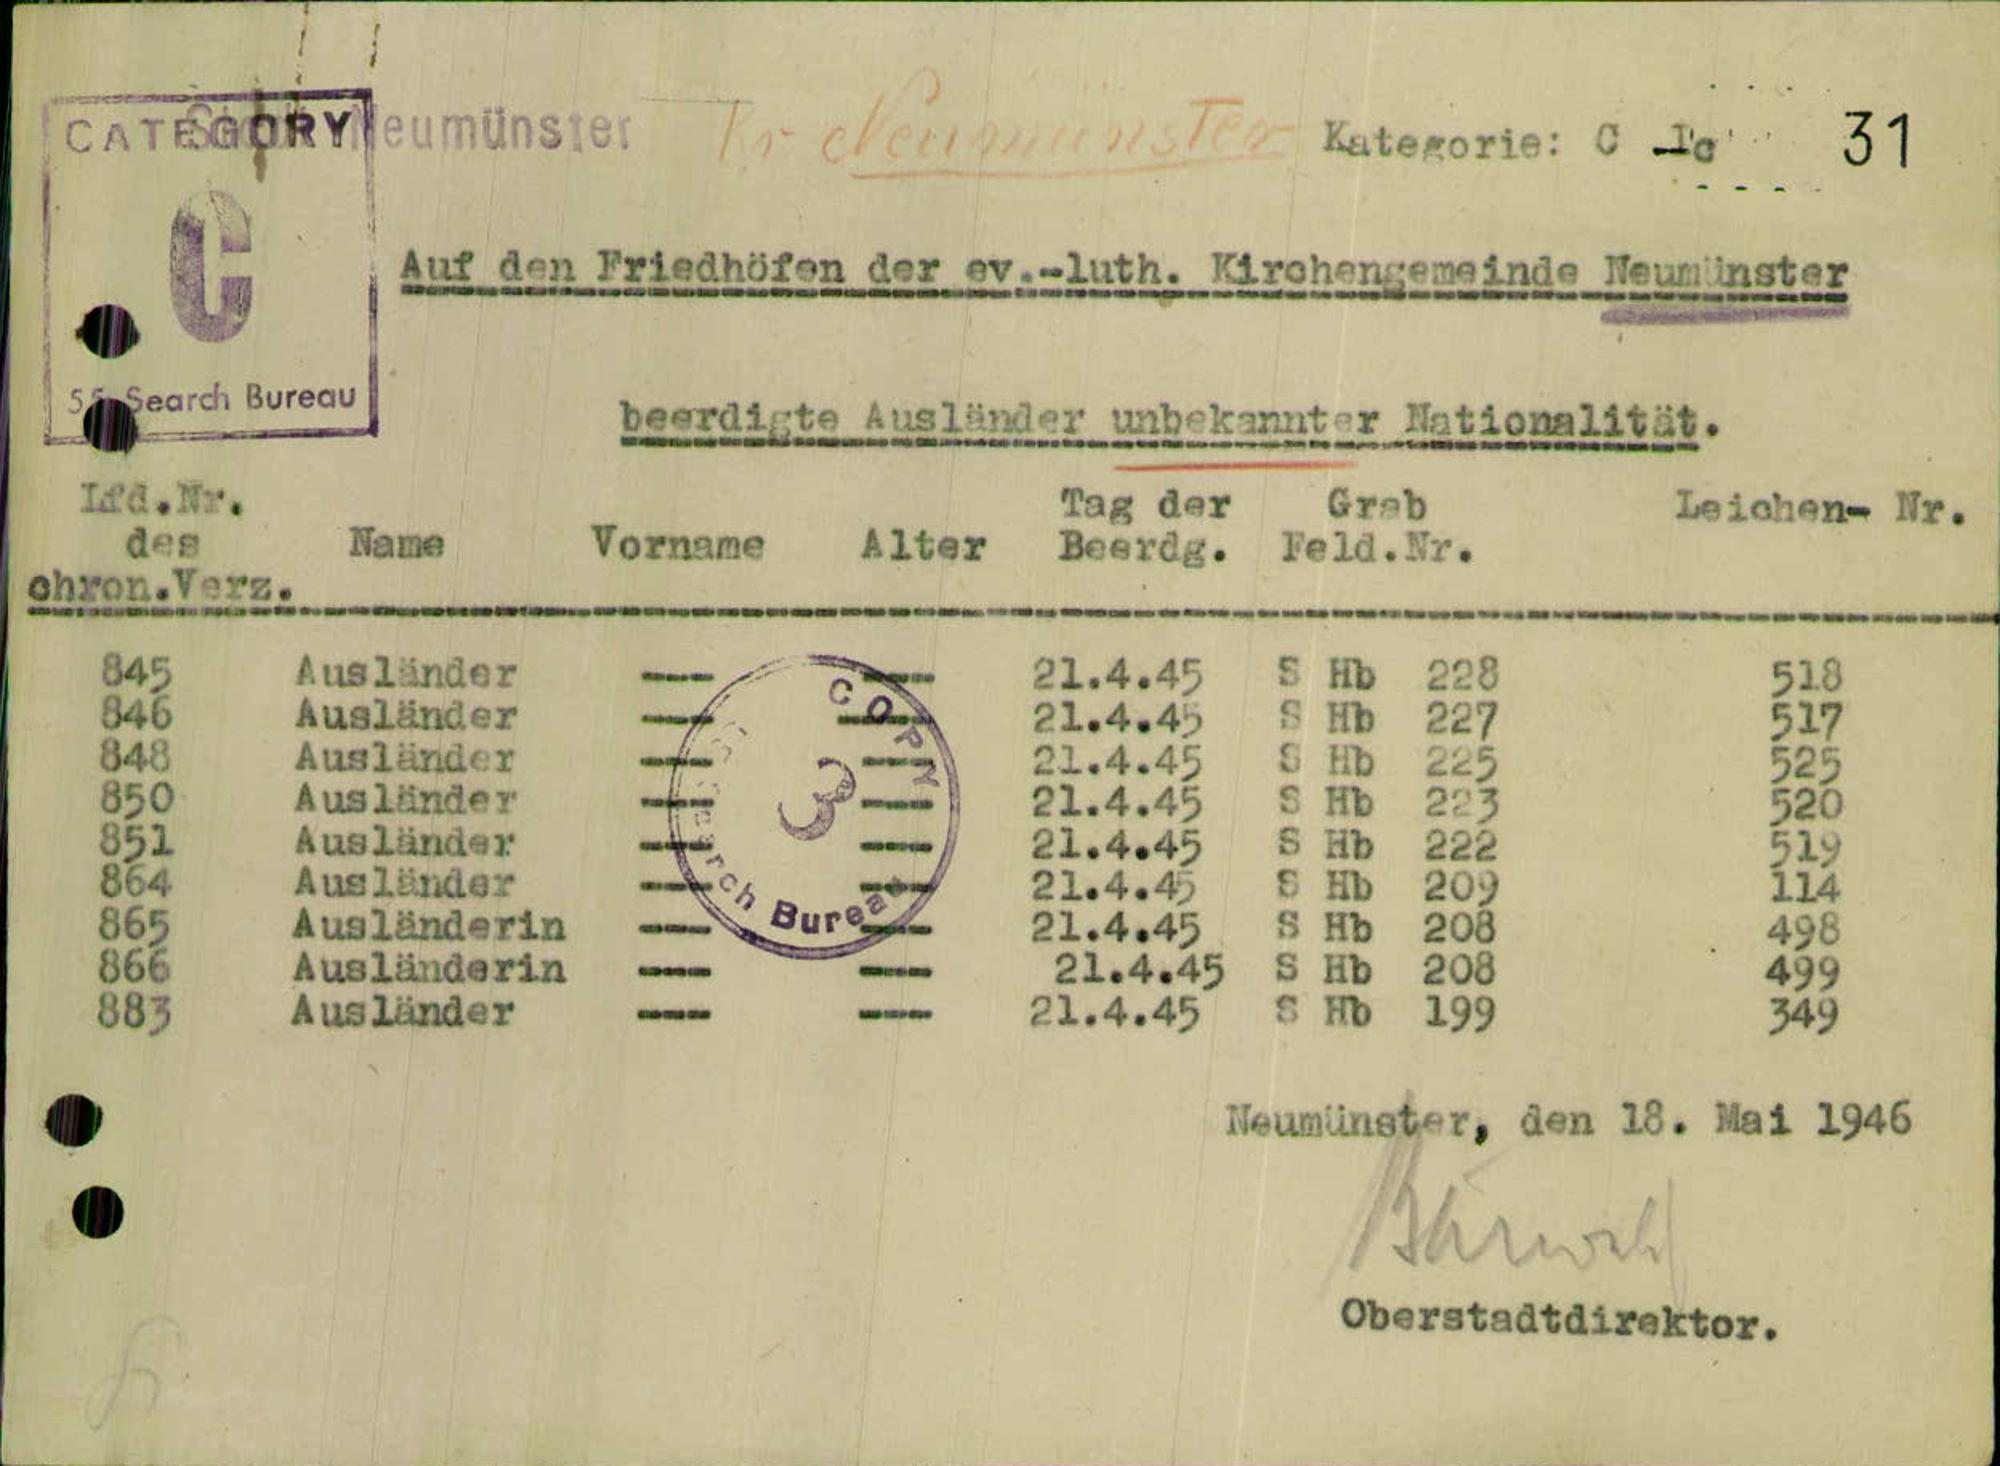 Stadt Neumünster Kr Neumünster Kategorie: C Ic 31
CATEGORY
C
Search Bureau
Auf den Friedhöfen der ev.-luth. Kirchengemeinde Neumünster
beerdigte Ausländer unbekannter Nationalität.
Lfd.Nr. des chron.Verz. Name Vorname Alter Tag der Beerdg. Grab Feld.Nr. Leichen- Nr.
845 Ausländer --- --- 21.4.45 S Hb 228 518
846 Ausländer --- --- 21.4.45 S Hb 227 517
848 Ausländer --- --- 21.4.45 S Hb 225 525
850 Ausländer --- --- 21.4.45 S Hb 223 520
851 Ausländer --- --- 21.4.45 S Hb 222 519
864 Ausländer --- --- 21.4.45 S Hb 209 114
865 Ausländerin --- --- 21.4.45 S Hb 208 498
866 Ausländerin --- --- 21.4.45 S Hb 208 499
883 Ausländer --- --- 21.4.45 S Hb 199 349
COPY
3
Search Bureau
Neumünster, den 18. Mai 1946
Oberstadtdirektor.